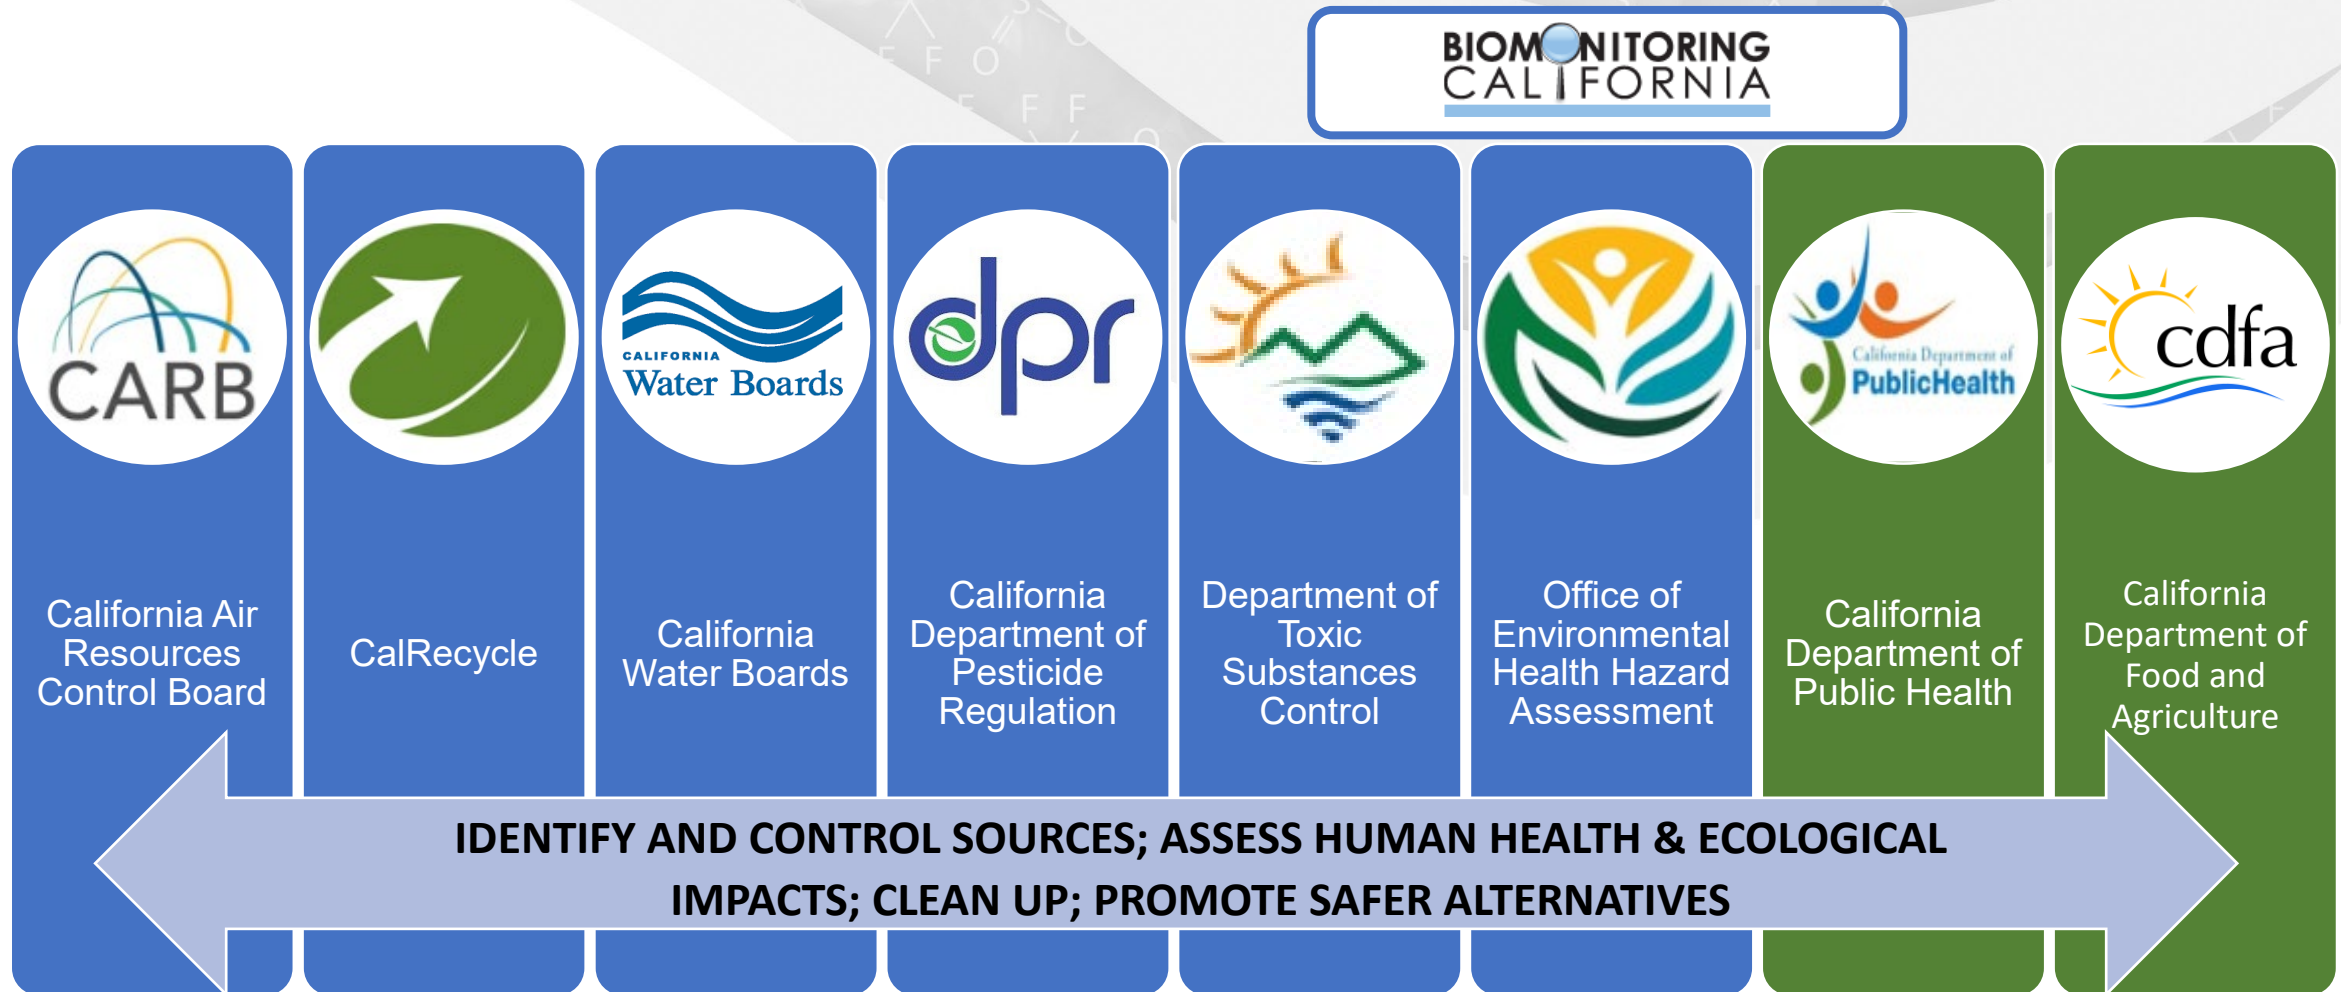 BIOMONITORING
CALIFORNIA
CARB
CALIFORNIA
Water Boards
dpr
California Department of
PublicHealth
cdfa
California Air
Resources
Control Board
CalRecycle
California
Water Boards
California
Department of
Pesticide
Regulation
Department of
Toxic
Substances
Control
Office of
Environmental
Health Hazard
Assessment
California
Department of
Public Health
California
Department of
Food and
Agriculture
IDENTIFY AND CONTROL SOURCES; ASSESS HUMAN HEALTH & ECOLOGICAL
IMPACTS; CLEAN UP; PROMOTE SAFER ALTERNATIVES